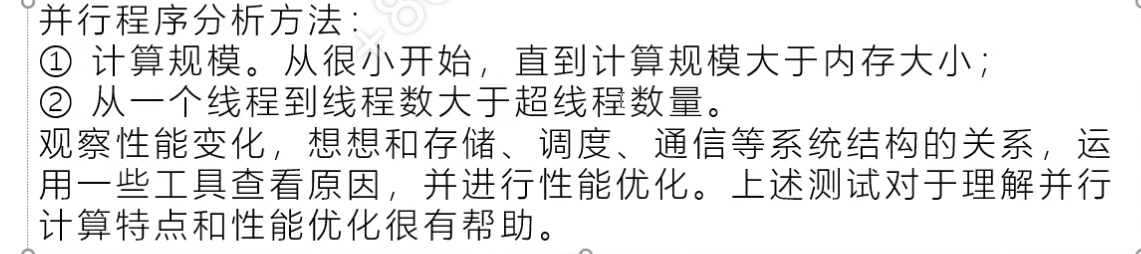 并行程序分析方法：
① 计算规模。从很小开始，直到计算规模大于内存大小；
② 从一个线程到线程数大于超线程数量。
观察性能变化，想想和存储、调度、通信等系统结构的关系，运
用一些工具查看原因，并进行性能优化。上述测试对于理解并行
计算特点和性能优化很有帮助。